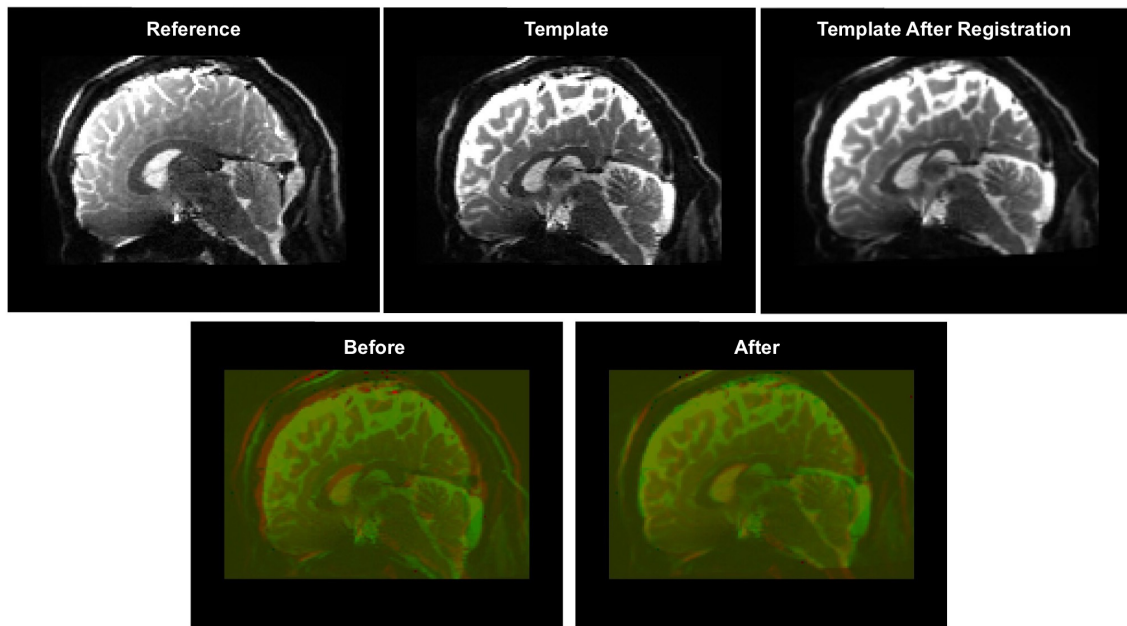 Reference
Template
Template After Registration
Before
After